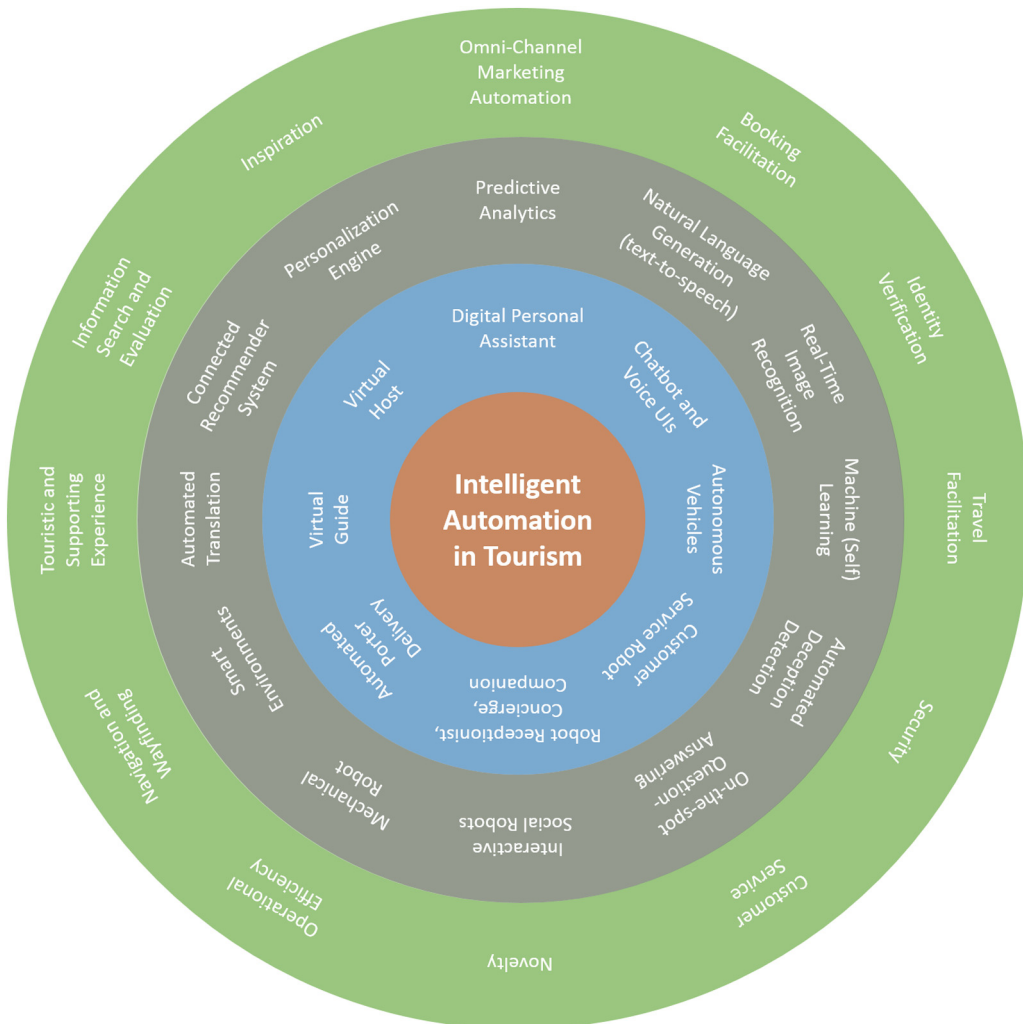 Omni-Channel
Marketing
Automation
Booking
Facilitation
Identity
Verification
Travel
Facilitation
Security
Customer
Service
Novelty
Operational
Efficiency
Navigation and
Wayfinding
Touristic and
Supporting
Experience
Information
Search and
Evaluation
Inspiration
Predictive
Analytics
Natural Language
Generation
(text-to-speech)
Real-Time
Image
Recognition
Machine (Self)
Learning
Automated
Deception
Detection
On-the-spot
Question-
Answering
Interactive
Social Robots
Mechanical
Robot
Smart
Environments
Automated
Translation
Connected
Recommender
System
Personalization
Engine
Digital Personal
Assistant
Chatbot and
Voice UIs
Autonomous
Vehicles
Customer
Service Robot
Robot Receptionist,
Concierge,
Companion
Automated
Porter
Delivery
Virtual
Guide
Virtual
Host
Intelligent
Automation
in Tourism